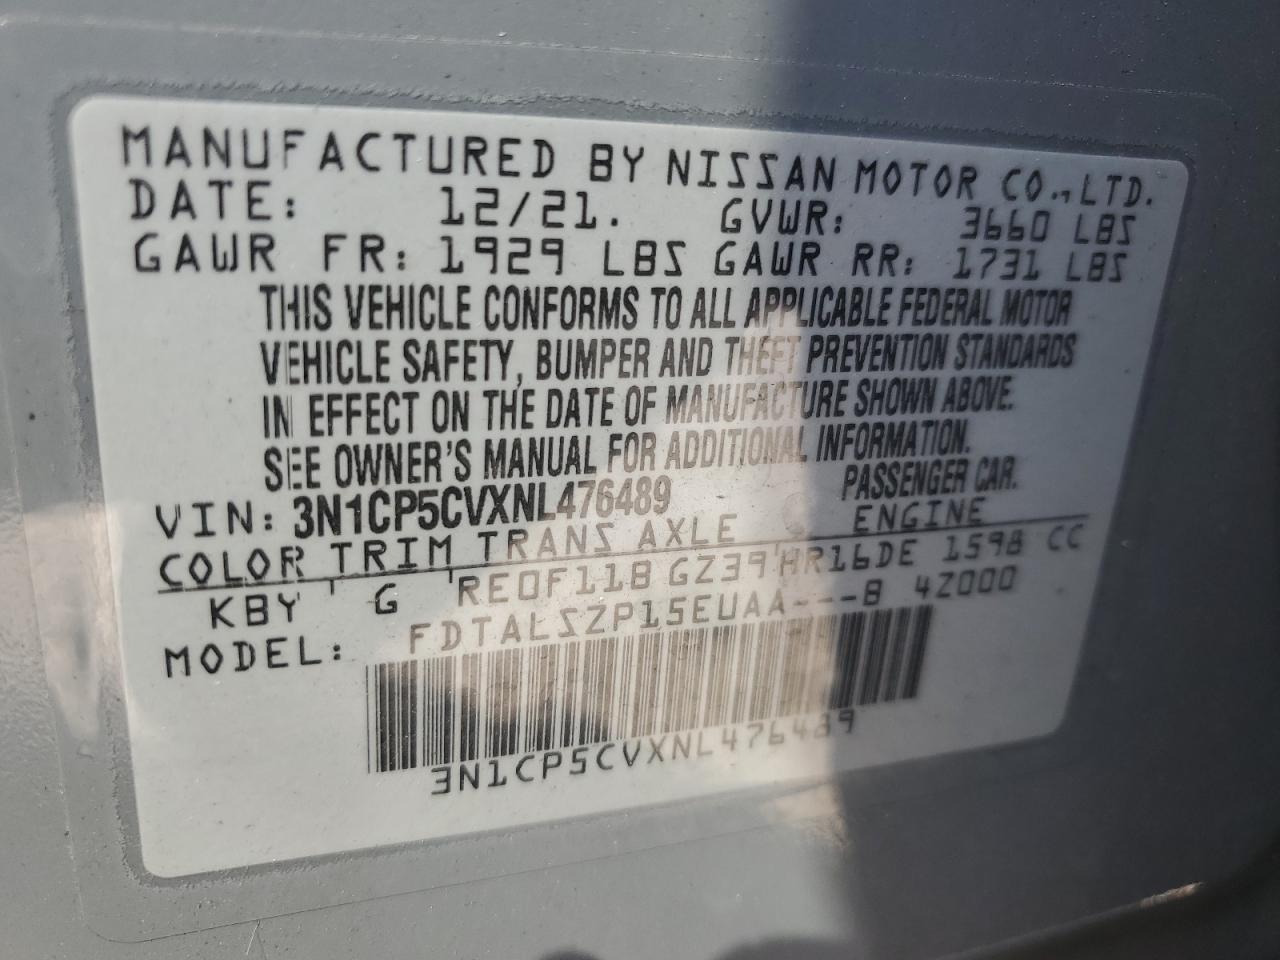 MANUFACTURED BY NISSAN MOTOR CO., LTD.
DATE: 12/21. GVWR: 3660 LBS
GAWR FR: 1929 LBS GAWR RR: 1731 LBS
THIS VEHICLE CONFORMS TO ALL APPLICABLE FEDERAL MOTOR
VEHICLE SAFETY, BUMPER AND THEFT PREVENTION STANDARDS
IN EFFECT ON THE DATE OF MANUFACTURE SHOWN ABOVE.
SEE OWNER'S MANUAL FOR ADDITIONAL INFORMATION.
VIN: 3N1CP5CVXNL476489 PASSENGER CAR.
COLOR TRIM TRANS AXLE ENGINE
KBY G RE0F11B GZ39 HR16DE 1598 CC
MODEL: FDTALSZP15EUAA---B 4Z000
3N1CP5CVXNL476489